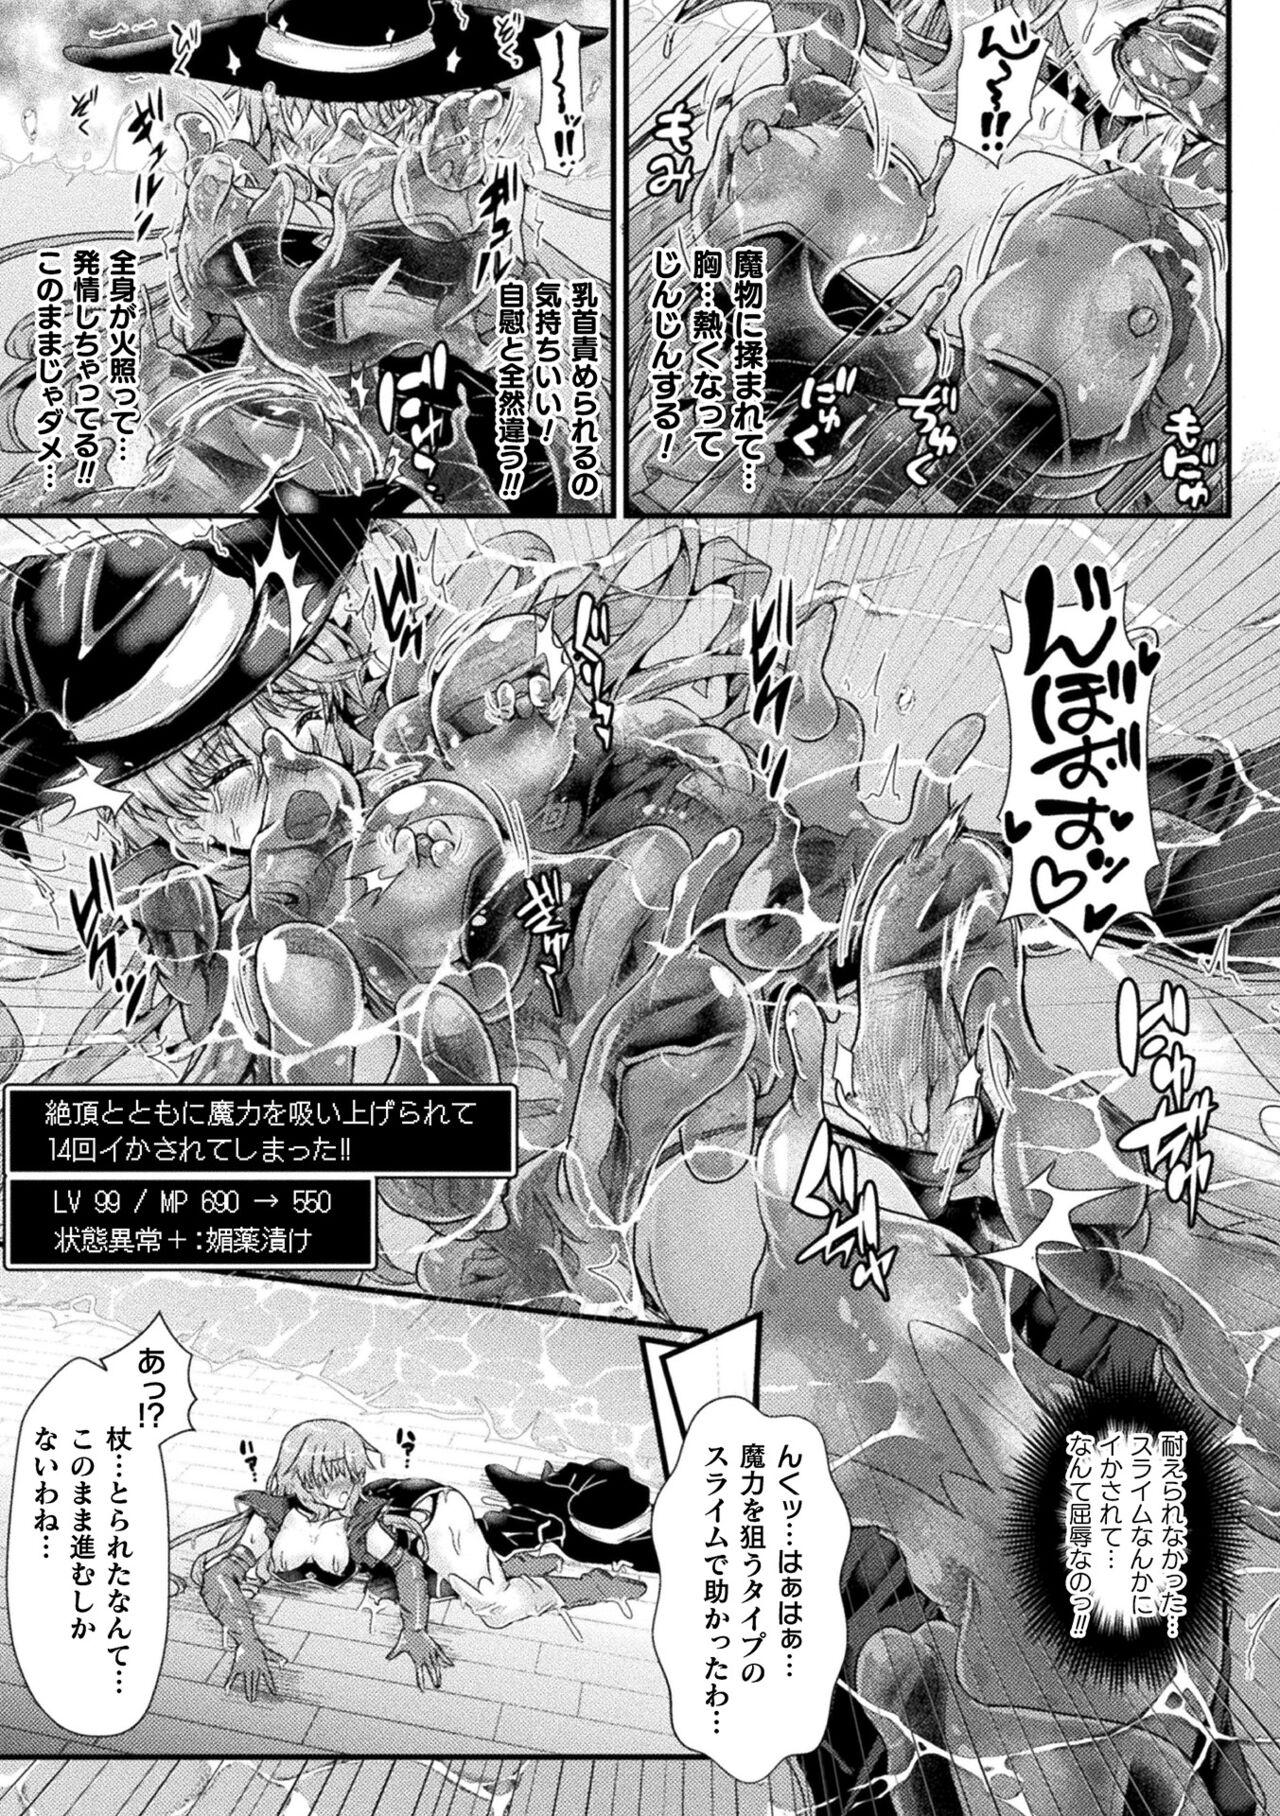 ん゛〜〜!!
もみ
もみ
魔物に揉まれて…
胸…熱くなって
じんじんする!
にゅく
にゅく
ぢゅく
もにゅ
〜〜ッ!!
乳首責められるの
気持ちいい!
自慰と全然違う!!
全身が火照って…
発情しちゃってる!!
このままじゃダメ…
ん゛ぼお゛お゛ッ♡
絶頂とともに魔力を吸い上げられて
14回イかされてしまった!!
LV 99 / MP 690 → 550
状態異常+:媚薬漬け
耐えられなかった…
スライムなんかに
イかされて…
なんて屈辱なのっ!!
んくッ…はぁはぁ…
魔力を狙うタイプの
スライムで助かったわ…
あっ!?
杖…とられたなんて…
このまま進むしか
ないわね…